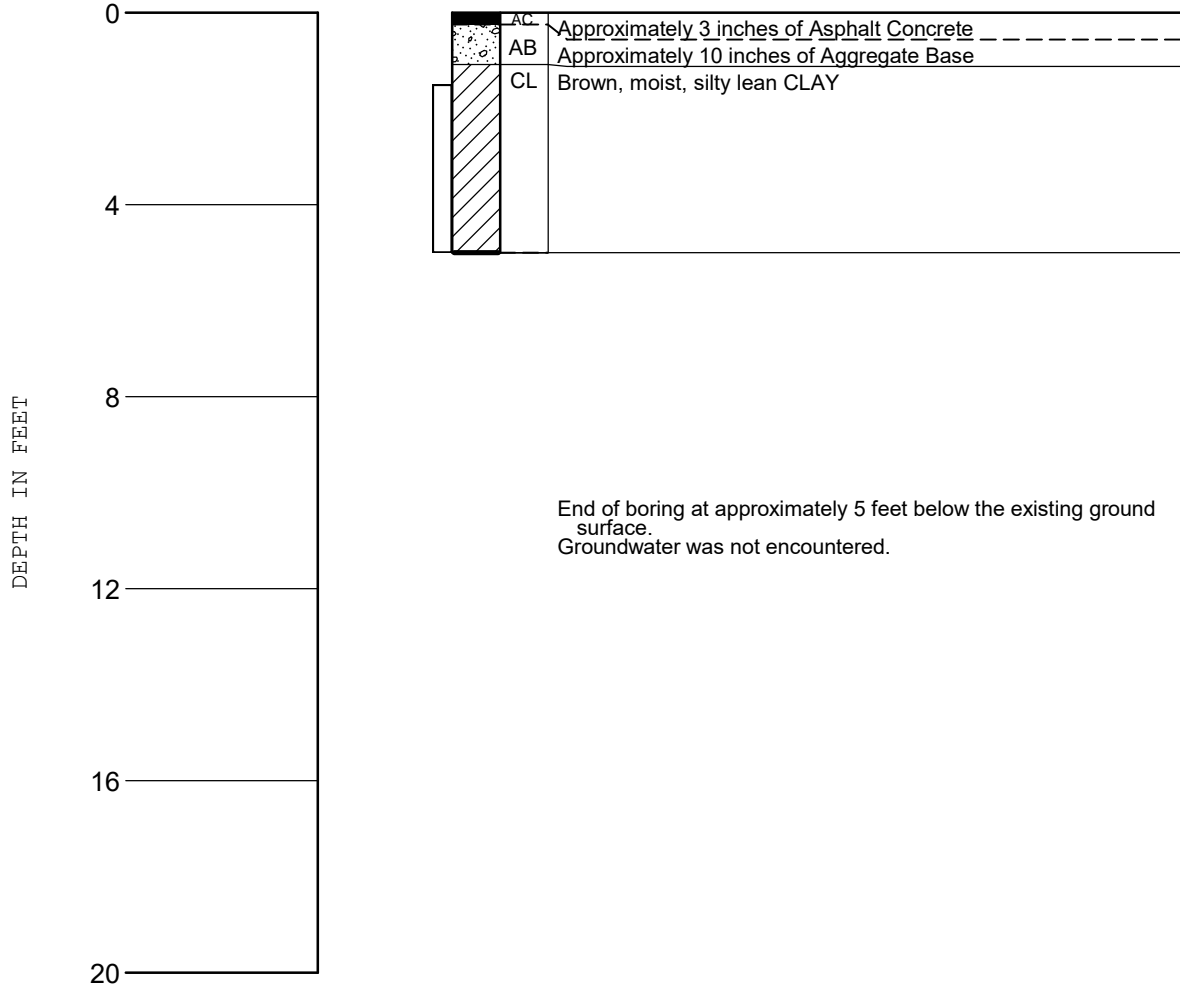 0
AC
Approximately 3 inches of Asphalt Concrete
AB
Approximately 10 inches of Aggregate Base
CL
Brown, moist, silty lean CLAY
4
8
DEPTH IN FEET
End of boring at approximately 5 feet below the existing ground
surface.
Groundwater was not encountered.
12
16
20